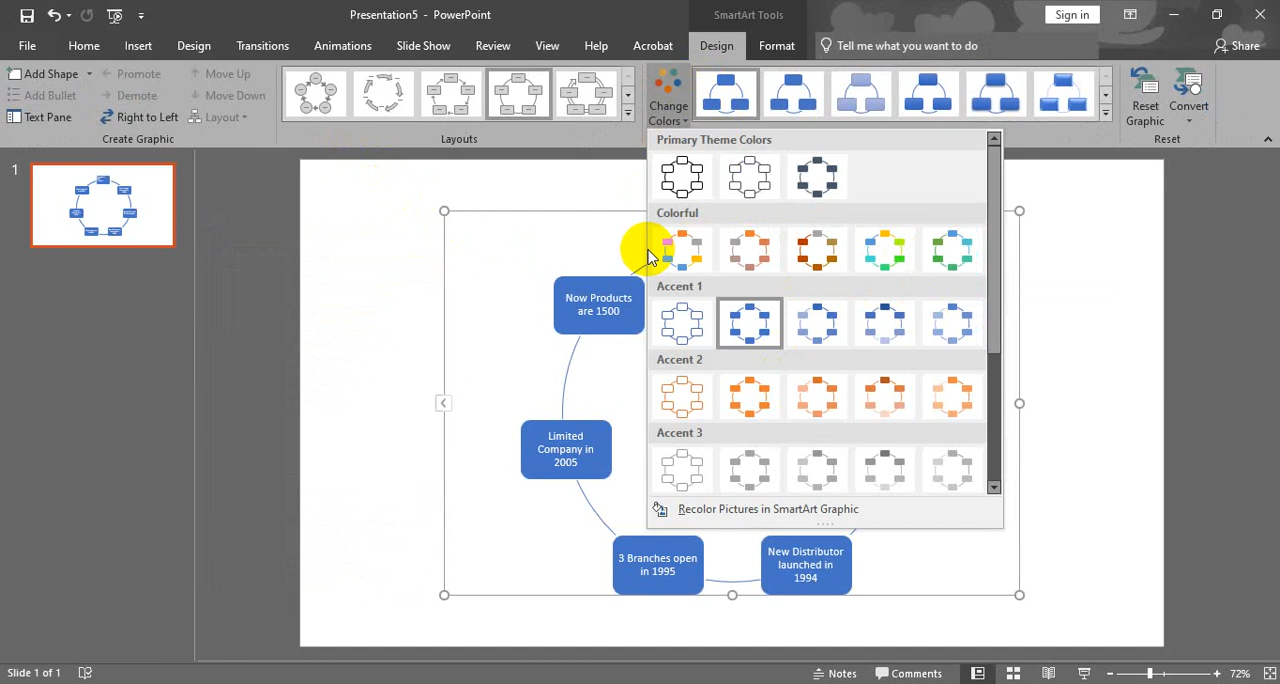 Presentation5 - PowerPoint
SmartArt Tools
Sign in
File
Home
Insert
Design
Transitions
Animations
Slide Show
Review
View
Help
Acrobat
Design
Format
Tell me what you want to do
Share
Add Shape
Promote
Move Up
Add Bullet
Demote
Move Down
Text Pane
Right to Left
Layout
Create Graphic
Layouts
Change
Colors
Reset
Graphic
Convert
Reset
Primary Theme Colors
Colorful
Accent 1
Accent 2
Accent 3
Recolor Pictures in SmartArt Graphic
1
Now Products
are 1500
Limited
Company in
2005
3 Branches open
in 1995
New Distributor
launched in
1994
Slide 1 of 1
Notes
Comments
72%